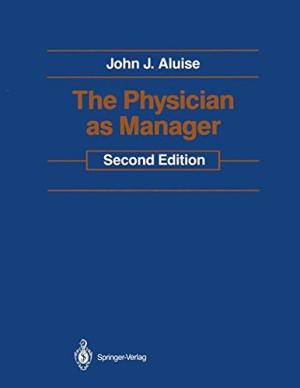 John J. Aluise
The Physician
as Manager
Second Edition
Springer-Verlag